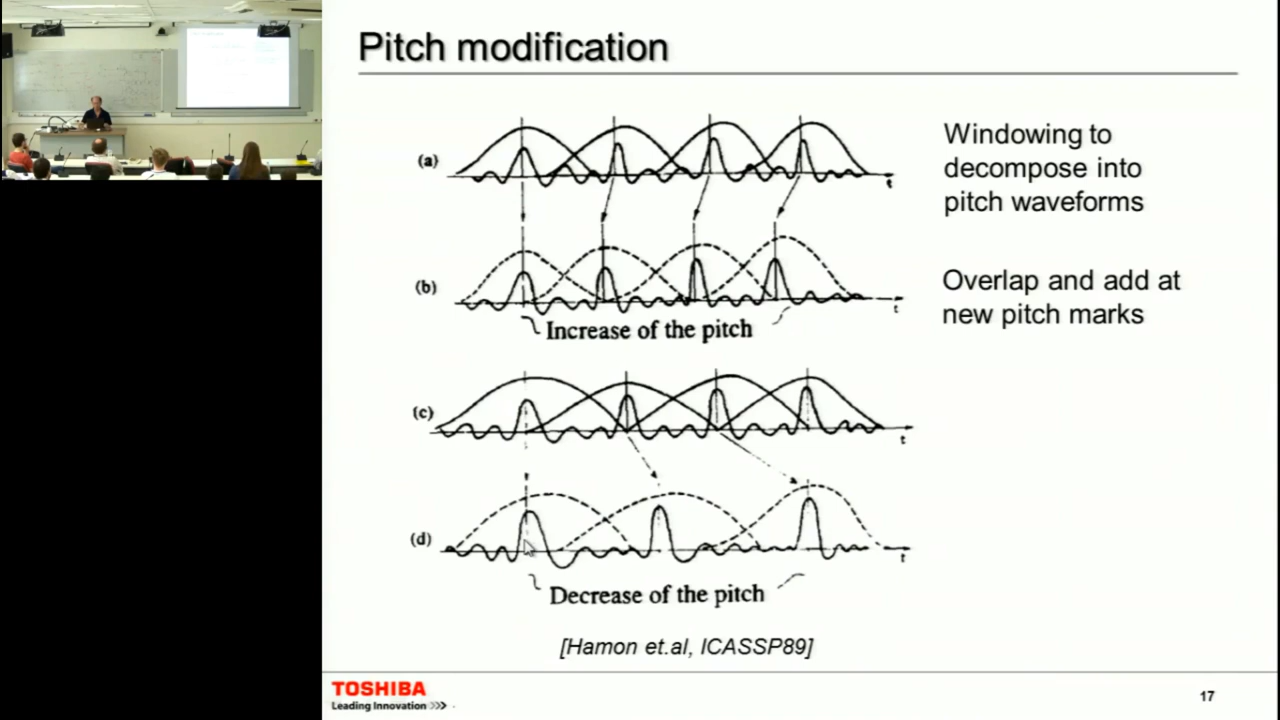 Pitch modification
(a)
t
Windowing to
decompose into
pitch waveforms
(b)
t
Increase of the pitch
Overlap and add at
new pitch marks
(c)
t
(d)
t
Decrease of the pitch
[Hamon et.al, ICASSP89]
TOSHIBA
Leading Innovation >>>
17